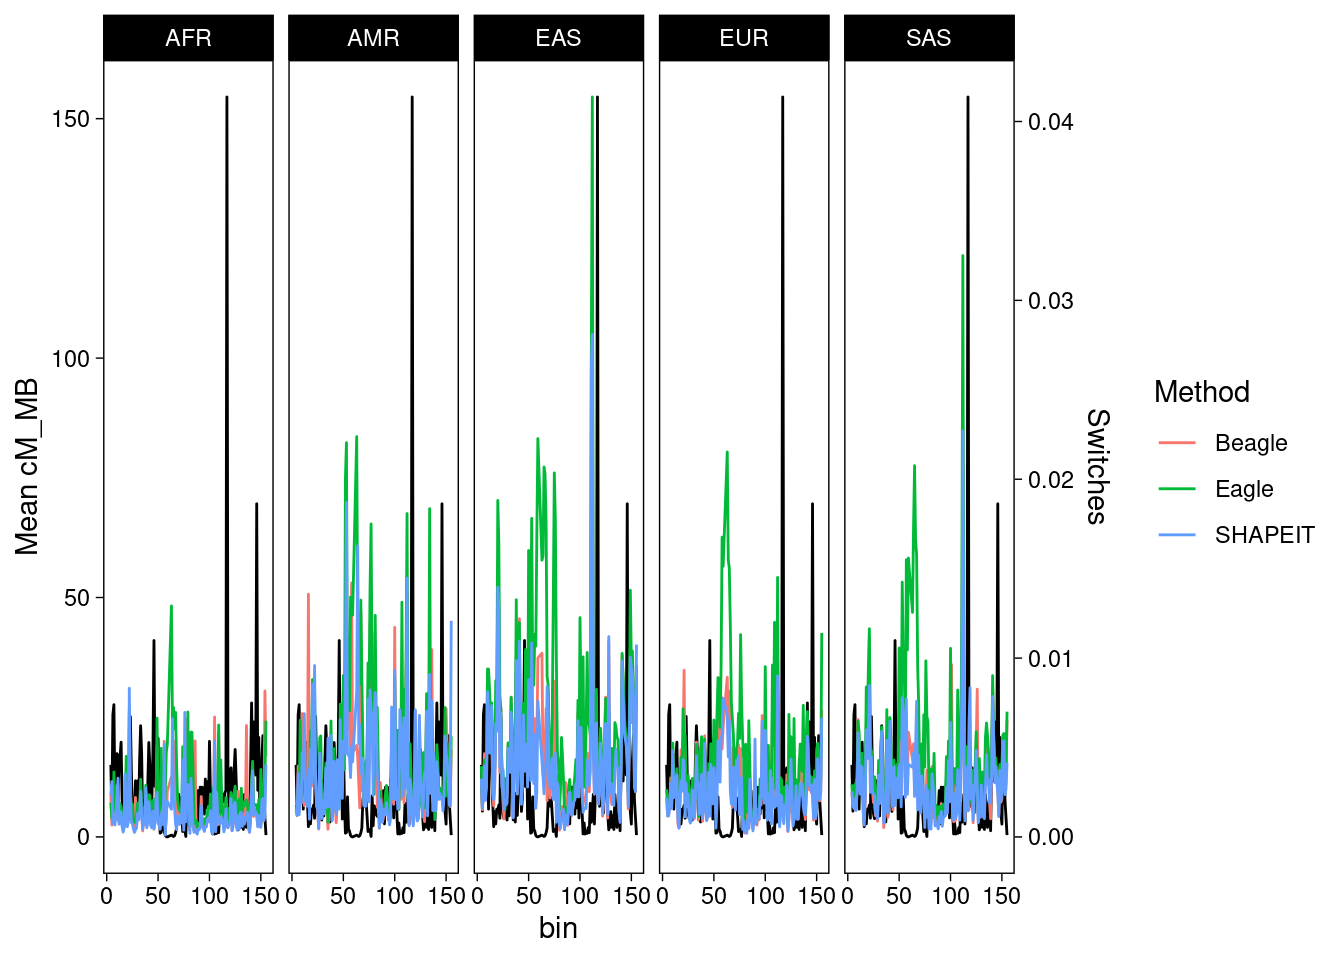 AFR AMR EAS EUR SAS
150
100
50
0
Mean cM_MB
0.04
0.03
0.02
0.01
0.00
Switches
0 50 100 150 0 50 100 150 0 50 100 150 0 50 100 150 0 50 100 150
bin
Method
Beagle
Eagle
SHAPEIT